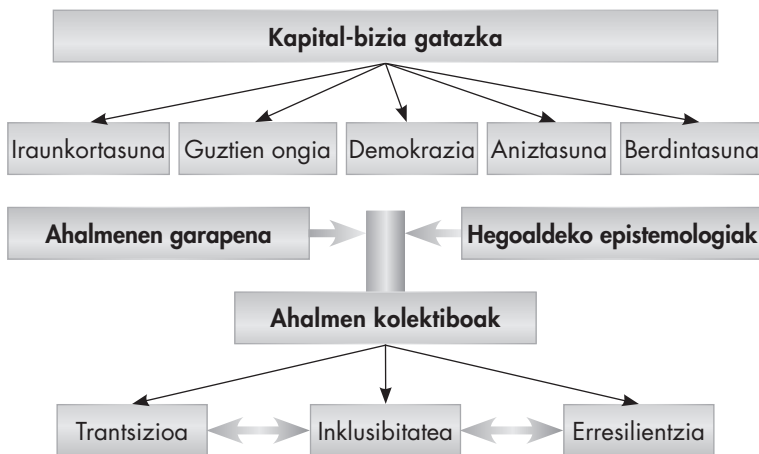 Kapital-bizia gatazka
Iraunkortasuna
Guztien ongia
Demokrazia
Aniztasuna
Berdintasuna
Ahalmenen garapena
Hegoaldeko epistemologiak
Ahalmen kolektiboak
Trantsizioa
Inklusibitatea
Erresilientzia